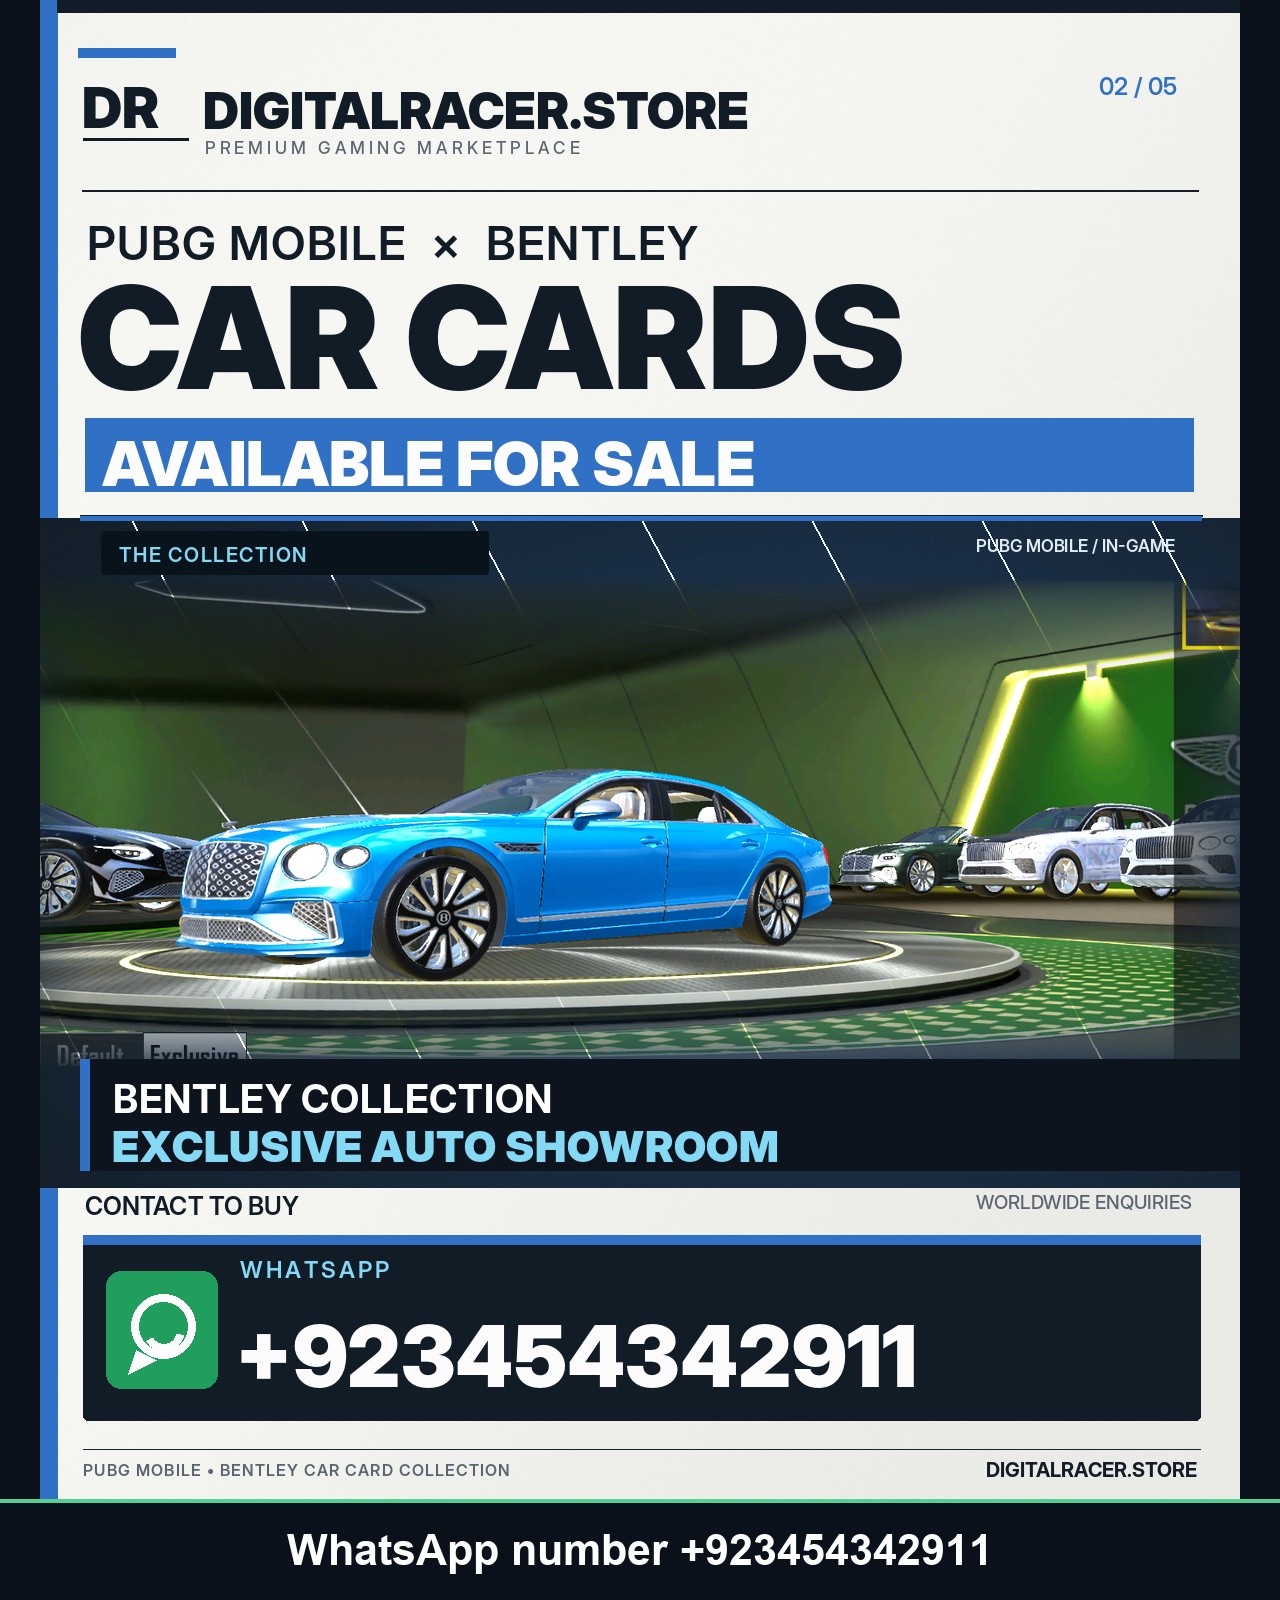 DR DIGITALRACER.STORE
PREMIUM GAMING MARKETPLACE
02 / 05
PUBG MOBILE × BENTLEY
CAR CARDS
AVAILABLE FOR SALE
THE COLLECTION
PUBG MOBILE / IN-GAME
Default Exclusive
BENTLEY COLLECTION
EXCLUSIVE AUTO SHOWROOM
CONTACT TO BUY
WORLDWIDE ENQUIRIES
WHATSAPP
+923454342911
PUBG MOBILE • BENTLEY CAR CARD COLLECTION
DIGITALRACER.STORE
WhatsApp number +923454342911